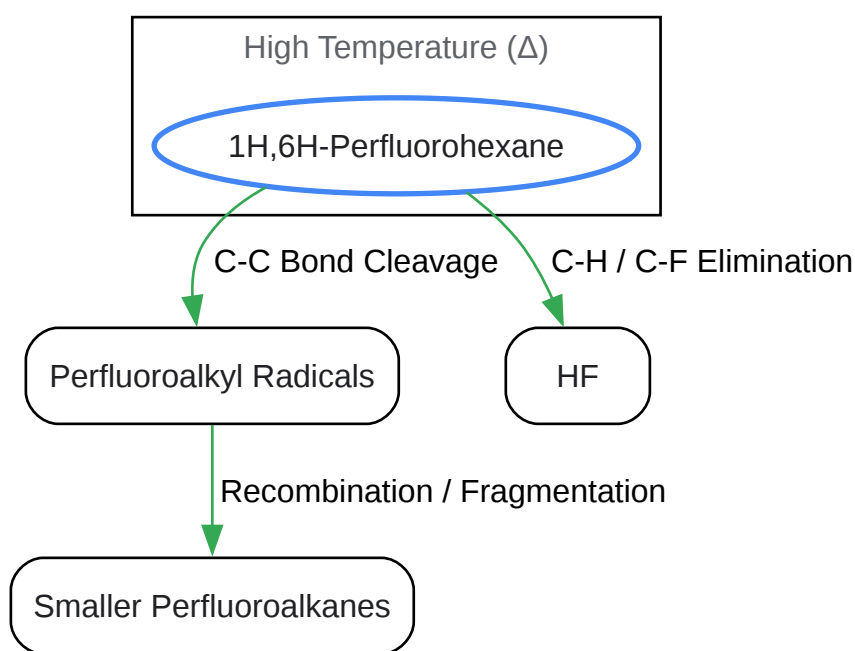 High Temperature (Δ)
1H,6H-Perfluorohexane
C-C Bond Cleavage
C-H / C-F Elimination
Perfluoroalkyl Radicals
HF
Recombination / Fragmentation
Smaller Perfluoroalkanes